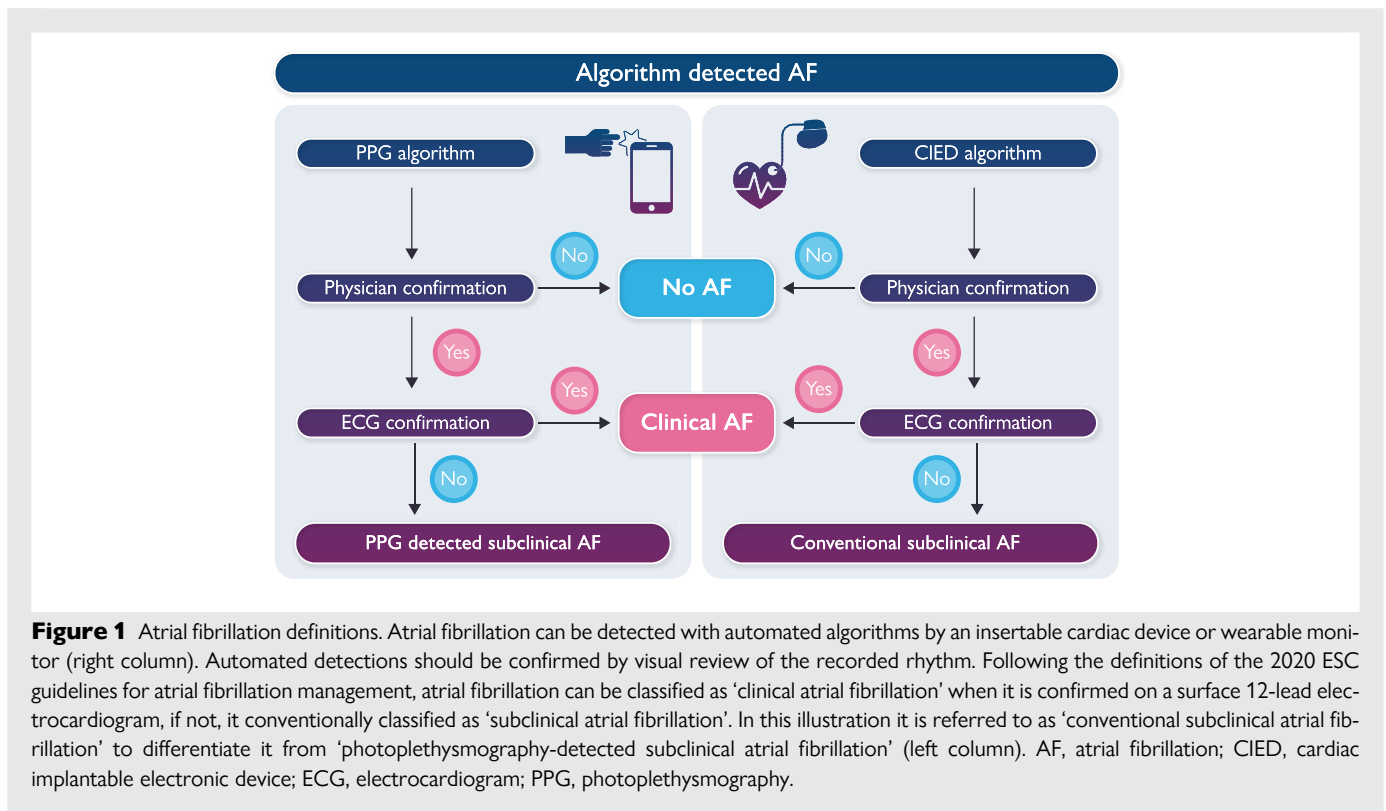 Algorithm detected AF
PPG algorithm
CIED algorithm
No
No
Physician confirmation
No AF
Physician confirmation
Yes
Yes
Yes
Yes
ECG confirmation
Clinical AF
ECG confirmation
No
No
PPG detected subclinical AF
Conventional subclinical AF
Figure 1 Atrial fibrillation definitions. Atrial fibrillation can be detected with automated algorithms by an insertable cardiac device or wearable moni-
tor (right column). Automated detections should be confirmed by visual review of the recorded rhythm. Following the definitions of the 2020 ESC
guidelines for atrial fibrillation management, atrial fibrillation can be classified as ‘clinical atrial fibrillation’ when it is confirmed on a surface 12-lead elec-
trocardiogram, if not, it conventionally classified as ‘subclinical atrial fibrillation’. In this illustration it is referred to as ‘conventional subclinical atrial fib-
rillation’ to differentiate it from ‘photoplethysmography-detected subclinical atrial fibrillation’ (left column). AF, atrial fibrillation; CIED, cardiac
implantable electronic device; ECG, electrocardiogram; PPG, photoplethysmography.